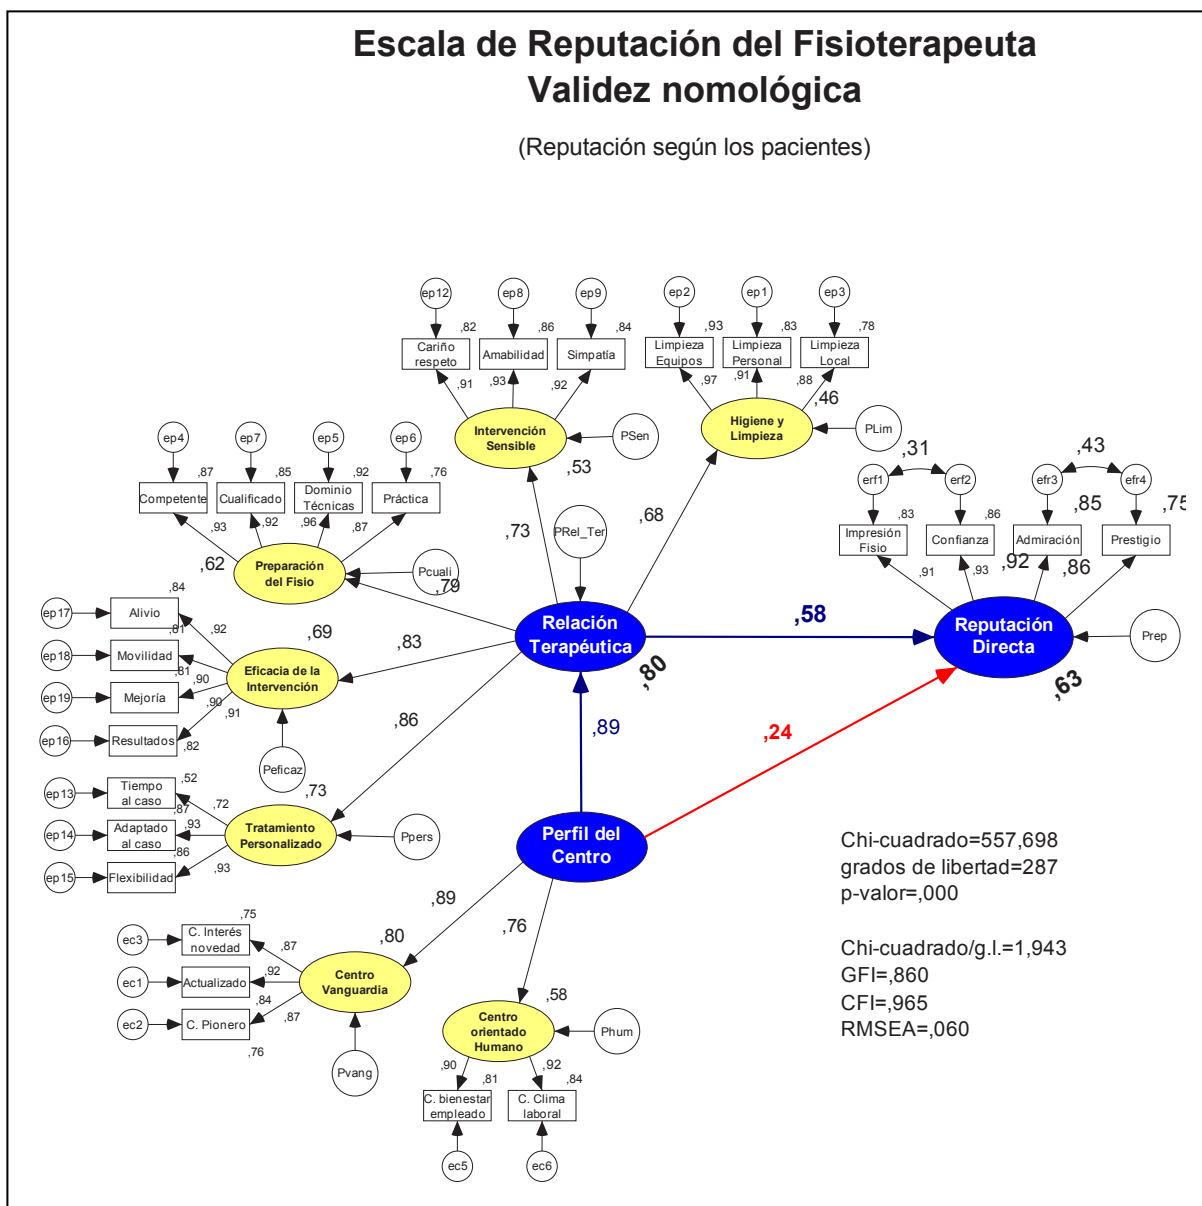 Escala de Reputación del Fisioterapeuta
Validez nomológica
(Reputación según los pacientes)
ep12
ep8
ep9
ep2
ep1
ep3
,82
,86
,84
,93
,83
,78
Cariño
respeto
Amabilidad
Simpatía
Limpieza
Equipos
Limpieza
Personal
Limpieza
Local
,91
,93
,92
,97
,91
,88
Intervención
Sensible
PSen
,53
Higiene y
Limpieza
,46
PLim
ep4
ep7
ep5
ep6
,87
,85
,92
,76
Competente
Cualificado
Dominio
Técnicas
Práctica
,93
,92
,96
,87
,62
Preparación
del Fisio
Pcuali
,79
,73
,68
PRel_Ter
,31
,43
erf1
erf2
efr3
efr4
,83
,86
,85
,75
Impresión
Fisio
Confianza
Admiración
Prestigio
,91
,93
,92
,86
Relación
Terapéutica
,80
,58
Reputación
Directa
Prep
,63
ep17
Alivio
,84
,92
ep18
Movilidad
,81
,90
ep19
Mejoría
,81
,90
ep16
Resultados
,82
,91
,69
Eficacia de la
Intervención
,83
Peficaz
,86
,89
,24
ep13
Tiempo
al caso
,52
,72
ep14
Adaptado
al caso
,87
,93
ep15
Flexibilidad
,86
,93
,73
Tratamiento
Personalizado
Ppers
Perfil del
Centro
,89
,76
ec3
C. Interés
novedad
,75
,87
ec1
Actualizado
,92
,84
ec2
C. Pionero
,87
,76
,80
Centro
Vanguardia
Pvang
,58
Centro
orientado
Humano
Phum
,90
,92
,81
,84
C. bienestar
empleado
C. Clima
laboral
ec5
ec6
Chi-cuadrado=557,698
grados de libertad=287
p-valor=,000
Chi-cuadrado/g.l.=1,943
GFI=,860
CFI=,965
RMSEA=,060